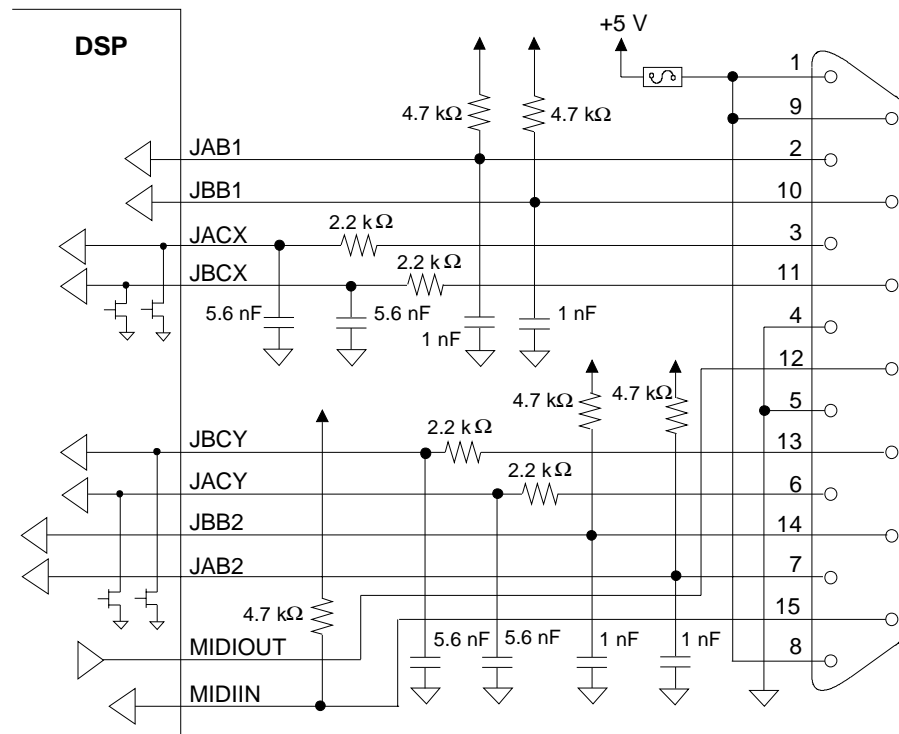 DSP
+5 V
1
4.7 kΩ
4.7 kΩ
9
JAB1
2
JBB1
10
2.2 kΩ
JACX
3
2.2 kΩ
JBCX
11
5.6 nF
5.6 nF
1 nF
1 nF
4
12
4.7 kΩ
4.7 kΩ
5
2.2 kΩ
JBCY
13
2.2 kΩ
JACY
6
JBB2
14
JAB2
7
4.7 kΩ
15
MIDIOUT
5.6 nF
5.6 nF
1 nF
1 nF
8
MIDIIN